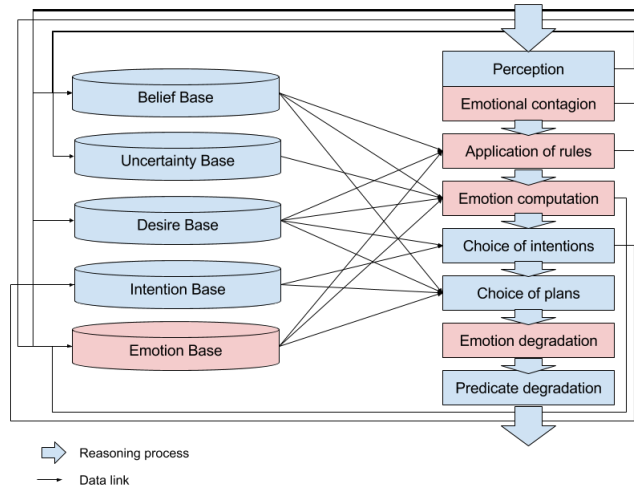 Perception
Belief Base
Emotional contagion
Uncertainty Base
Application of rules
Emotion computation
Desire Base
Choice of intentions
Intention Base
Choice of plans
Emotion Base
Emotion degradation
Predicate degradation
Reasoning process
Data link